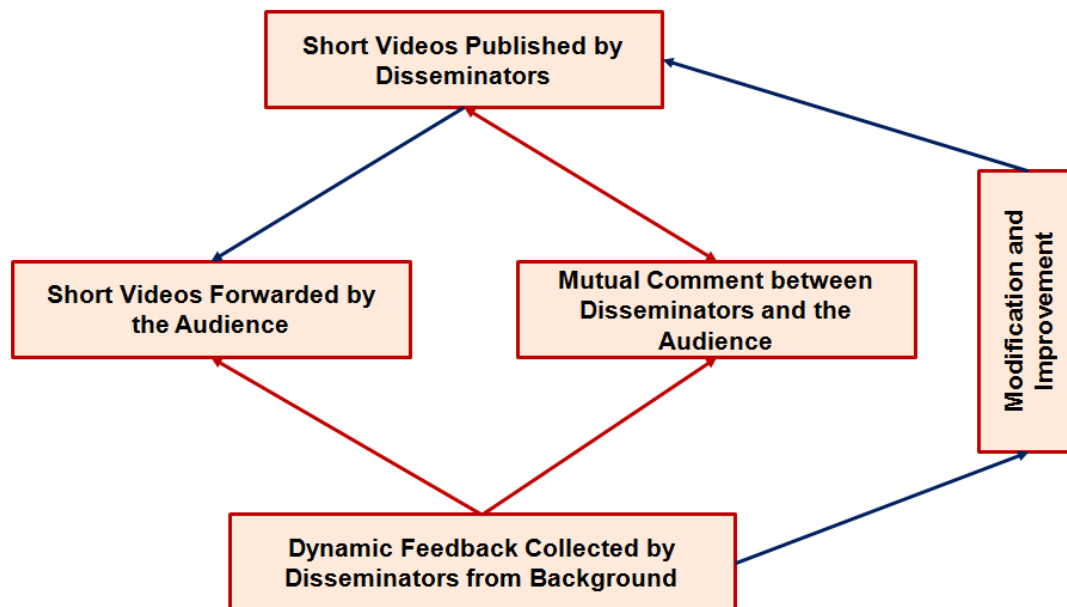 Short Videos Published by
Disseminators
Short Videos Forwarded by
the Audience
Mutual Comment between
Disseminators and the
Audience
Modification and
Improvement
Dynamic Feedback Collected by
Disseminators from Background